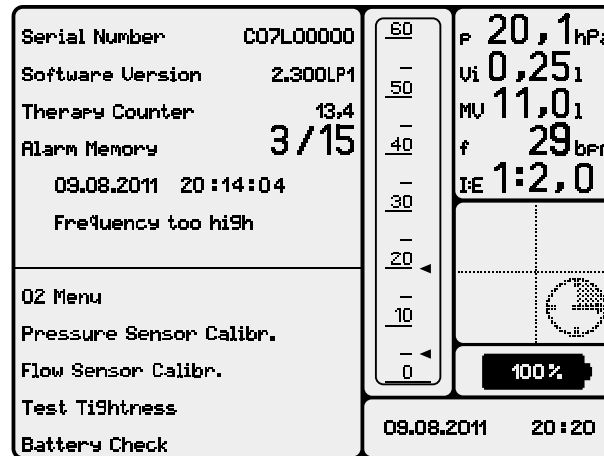 Serial Number C07L00000
Software Version 2.300LP1
Therapy Counter 13,4
Alarm Memory 3/15
09.08.2011 20:14:04
Frequency too high
O2 Menu
Pressure Sensor Calibr.
Flow Sensor Calibr.
Test Tightness
Battery Check
60
50
40
30
20
10
0
P 20,1 hPa
Vi 0,25 l
MV 11,0 l
f 29 bpm
I:E 1:2,0
100%
09.08.2011 20:20